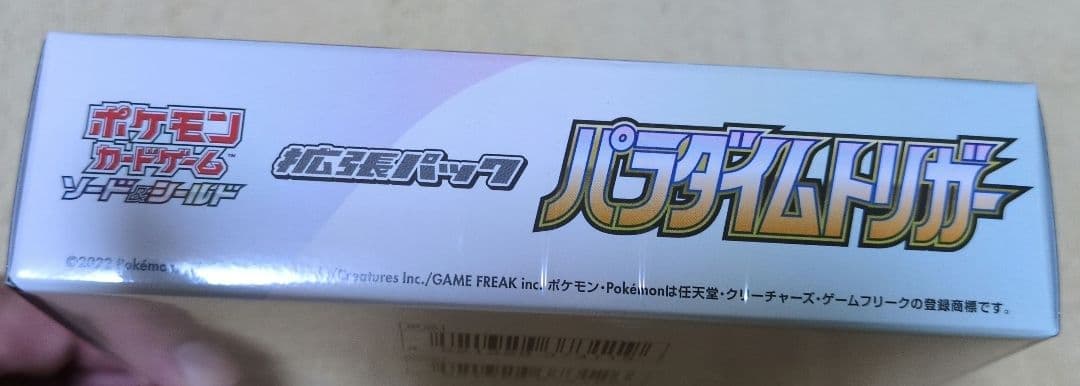 ポケモン
カードゲーム™
ソード&シールド
拡張パック
パラダイムトリガー
©2022 Pokémon /Creatures Inc./GAME FREAK inc. ポケモン・Pokémonは任天堂・クリーチャーズ・ゲームフリークの登録商標です。